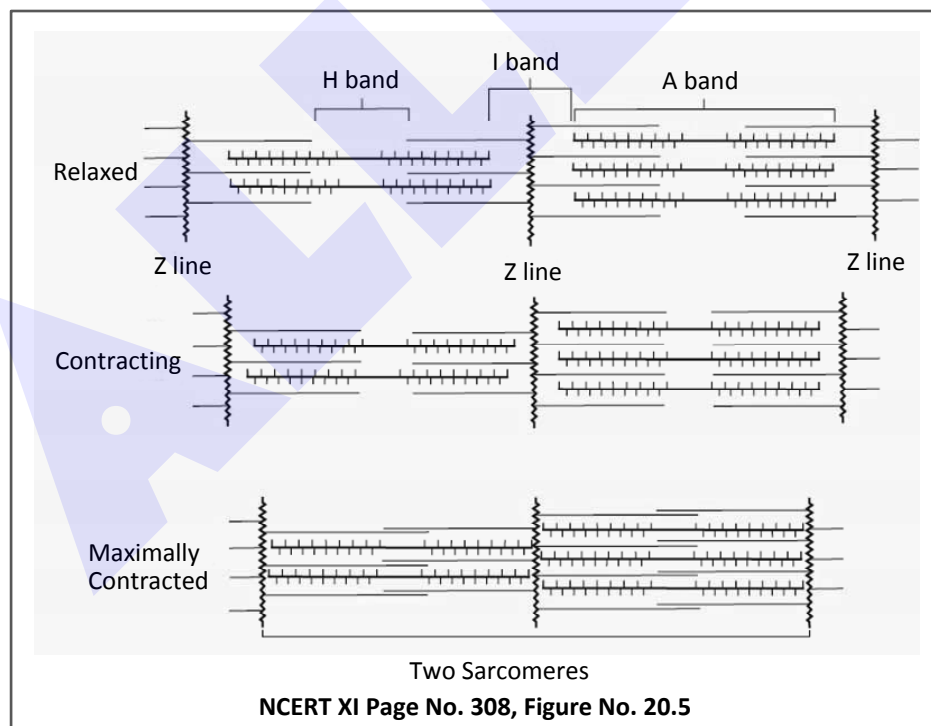 I band
H band
A band
Relaxed
Z line
Z line
Z line
Contracting
Maximally
Contracted
Two Sarcomeres
NCERT XI Page No. 308, Figure No. 20.5